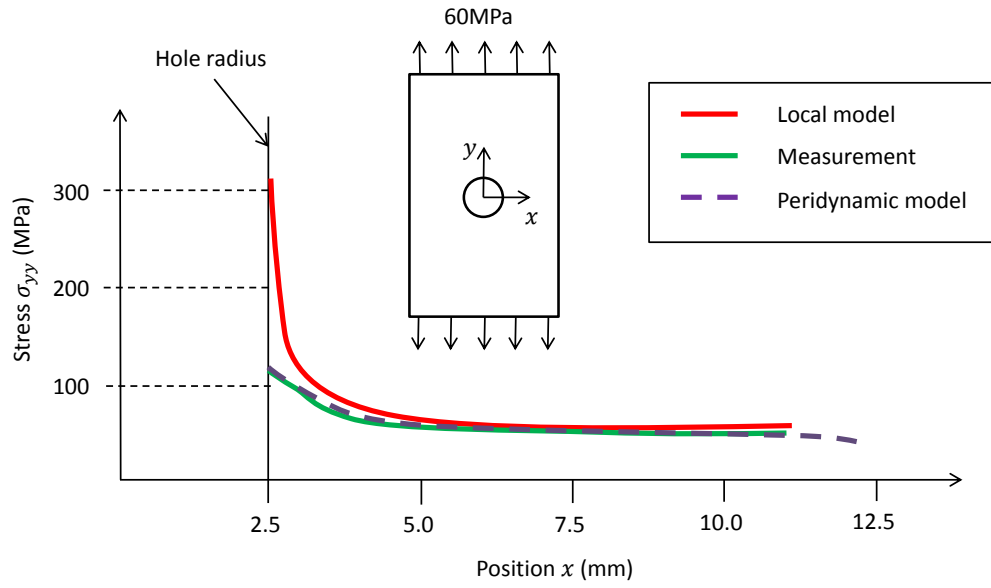 60MPa
Hole radius
Local model
Measurement
Peridynamic model
y
x
300
200
100
Stress σyy (MPa)
2.5
5.0
7.5
10.0
12.5
Position x (mm)